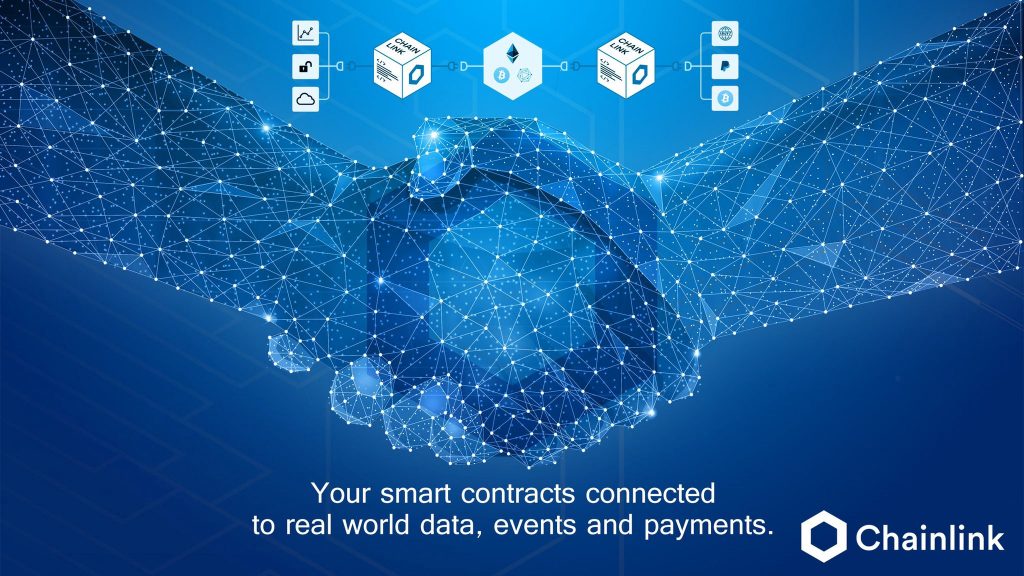 CHAIN
LINK
CHAIN
LINK
Your smart contracts connected
to real world data, events and payments.
Chainlink